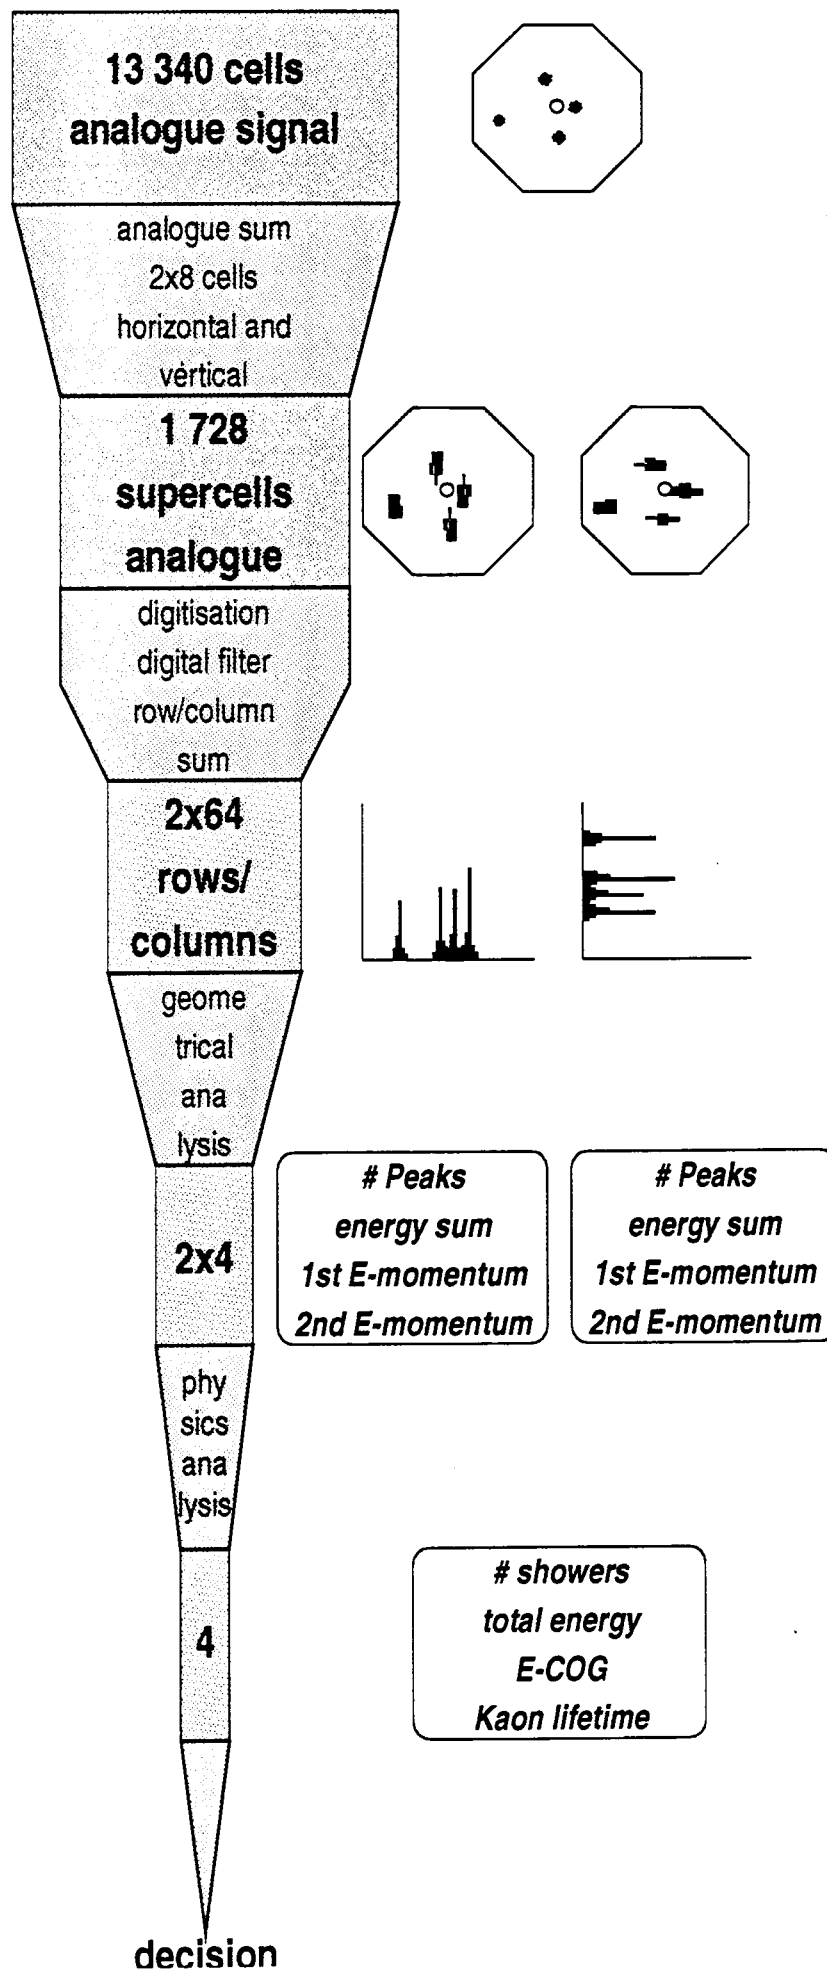 13 340 cells
analogue signal
analogue sum
2x8 cells
horizontal and
vertical
1 728
supercells
analogue
digitisation
digital filter
row/column
sum
2x64
rows/
columns
geome
trical
ana
lysis
2x4
# Peaks
energy sum
1st E-momentum
2nd E-momentum
# Peaks
energy sum
1st E-momentum
2nd E-momentum
phy
sics
ana
lysis
4
# showers
total energy
E-COG
Kaon lifetime
decision